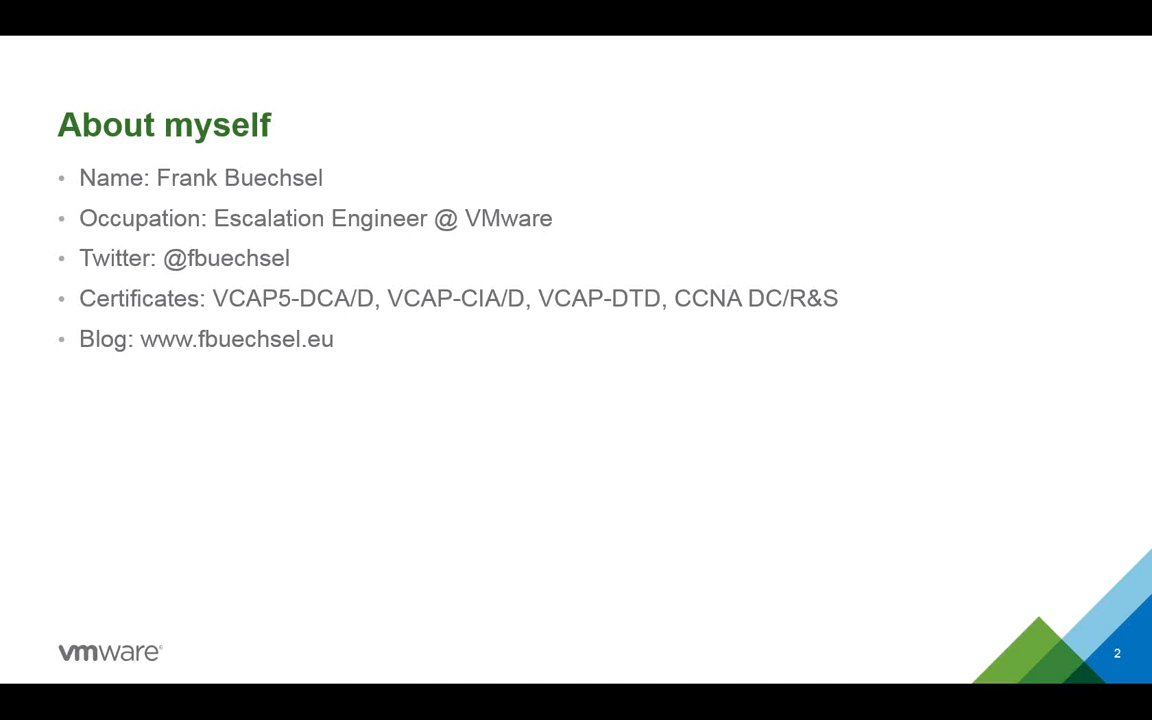 About myself
• Name: Frank Buechsel
• Occupation: Escalation Engineer @ VMware
• Twitter: @fbuechsel
• Certificates: VCAP5-DCA/D, VCAP-CIA/D, VCAP-DTD, CCNA DC/R&S
• Blog: www.fbuechsel.eu
vmware®
2